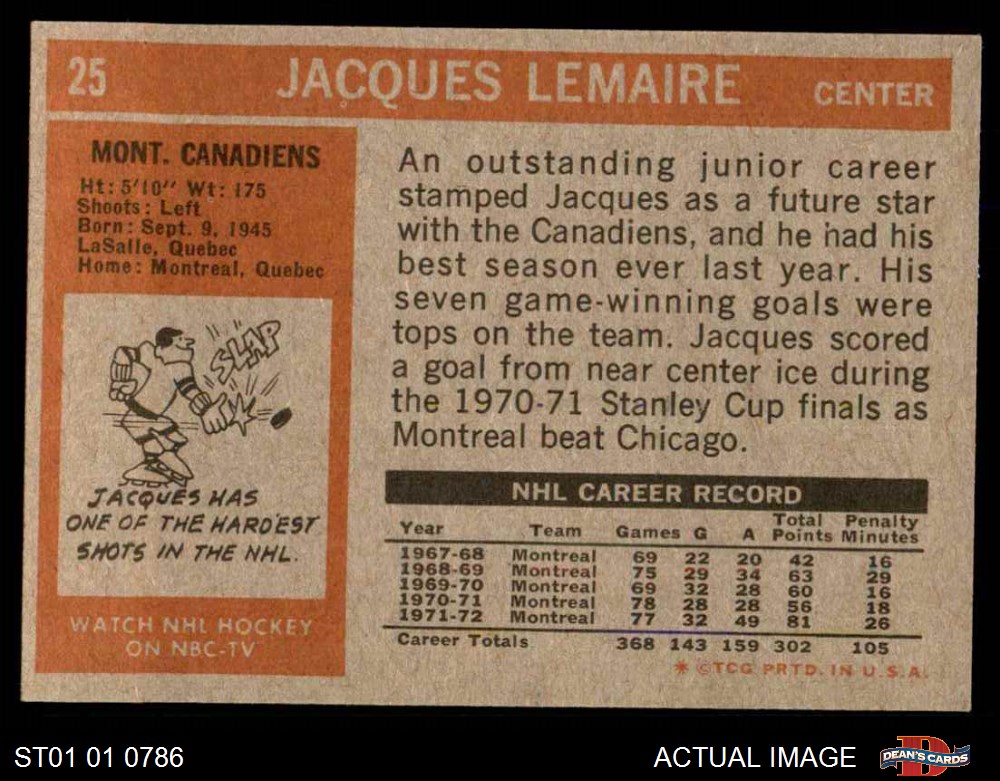 25 JACQUES LEMAIRE CENTER
MONT. CANADIENS
Ht: 5'10" Wt: 175
Shoots: Left
Born: Sept. 9, 1945
LaSalle, Quebec
Home: Montreal, Quebec
SLAP
JACQUES HAS
ONE OF THE HARDEST
SHOTS IN THE NHL.
WATCH NHL HOCKEY
ON NBC-TV
An outstanding junior career
stamped Jacques as a future star
with the Canadiens, and he had his
best season ever last year. His
seven game-winning goals were
tops on the team. Jacques scored
a goal from near center ice during
the 1970-71 Stanley Cup finals as
Montreal beat Chicago.
NHL CAREER RECORD
Year Team Games G A Total Points Penalty Minutes
1967-68 Montreal 69 22 20 42 16
1968-69 Montreal 75 29 34 63 29
1969-70 Montreal 69 32 28 60 16
1970-71 Montreal 78 28 28 56 18
1971-72 Montreal 77 32 49 81 26
Career Totals 368 143 159 302 105
* ©TCG PRTD. IN U.S.A.
ST01 01 0786 ACTUAL IMAGE DEAN'S CARDS